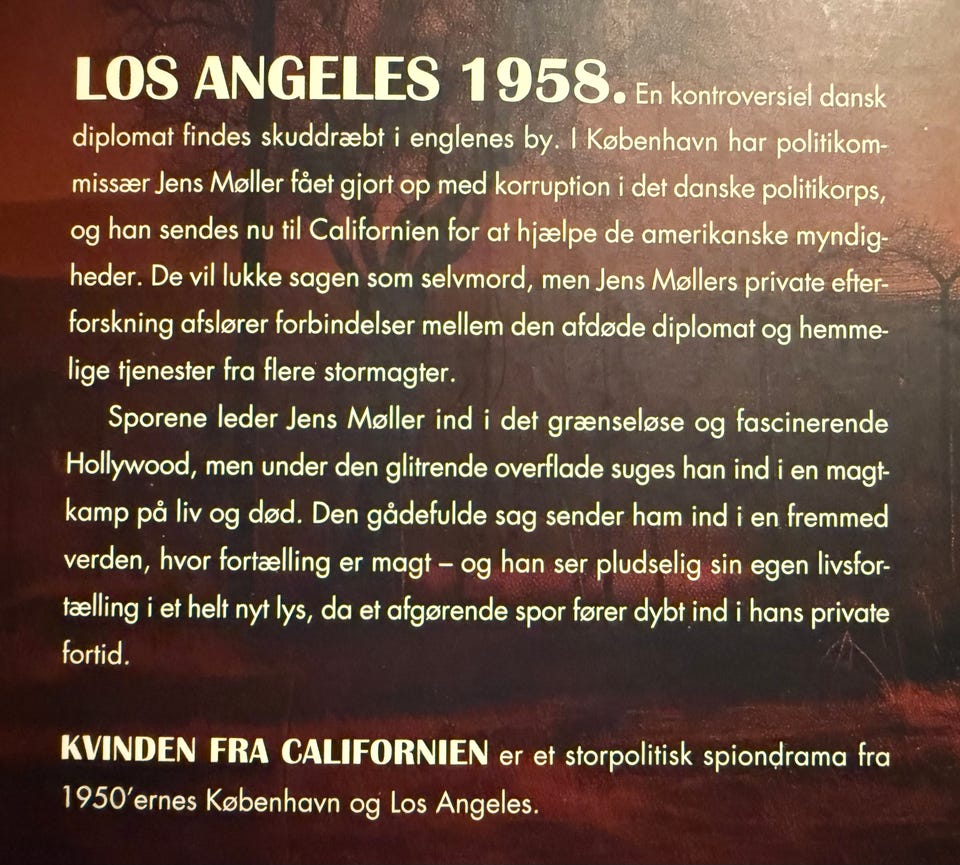 LOS ANGELES 1958. En kontroversiel dansk
diplomat findes skuddræbt i englenes by. I København har politikom-
missær Jens Møller fået gjort op med korruption i det danske politikorps,
og han sendes nu til Californien for at hjælpe de amerikanske myndig-
heder. De vil lukke sagen som selvmord, men Jens Møllers private efter-
forskning afslører forbindelser mellem den afdøde diplomat og hemme-
lige tjenester fra flere stormagter.
Sporene leder Jens Møller ind i det grænseløse og fascinerende
Hollywood, men under den glitrende overflade suges han ind i en magt-
kamp på liv og død. Den gådefulde sag sender ham ind i en fremmed
verden, hvor fortælling er magt – og han ser pludselig sin egen livsfor-
tælling i et helt nyt lys, da et afgørende spor fører dybt ind i hans private
fortid.
KVINDEN FRA CALIFORNIEN er et storpolitisk spiondrama fra
1950'ernes København og Los Angeles.